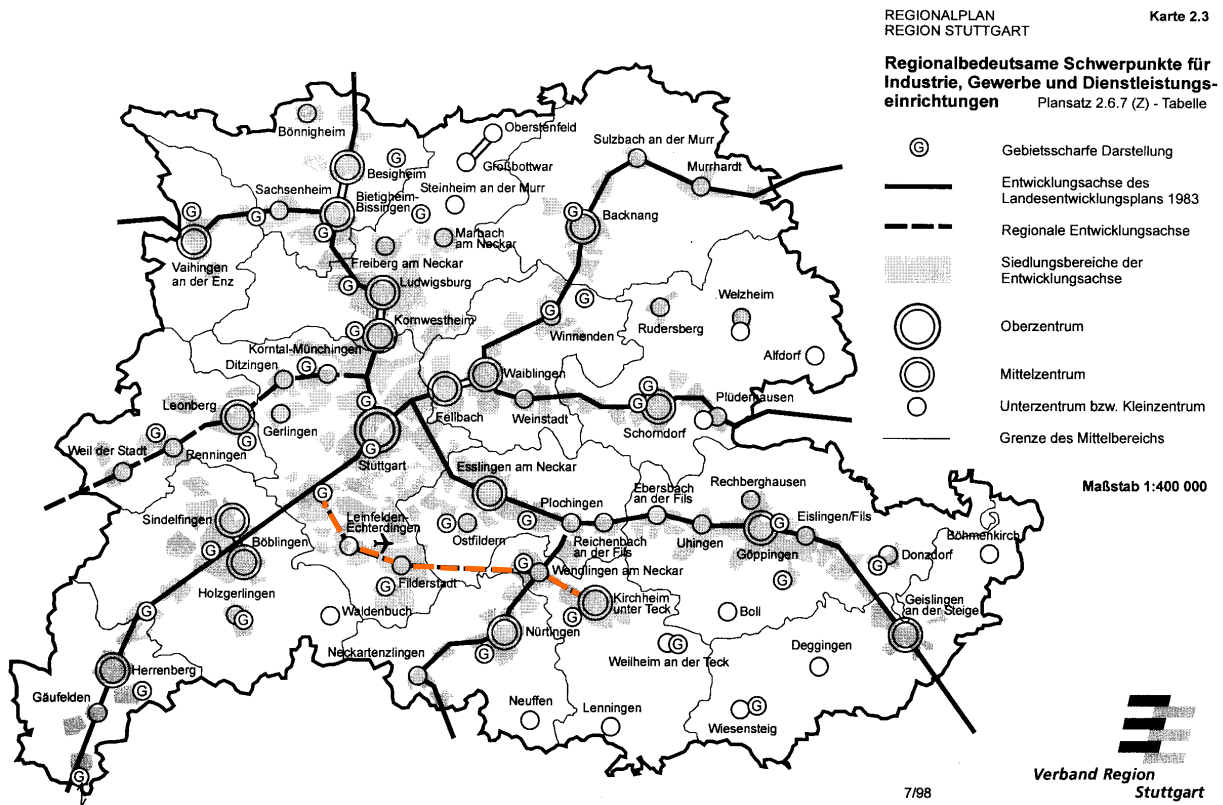 REGIONALPLAN
REGION STUTTGART
Karte 2.3
Regionalbedeutsame Schwerpunkte für
Industrie, Gewerbe und Dienstleistungs-
einrichtungen
Plansatz 2.6.7 (Z) - Tabelle
G
Gebietsscharfe Darstellung
Entwicklungsachse des
Landesentwicklungsplans 1983
Regionale Entwicklungsachse
Siedlungsbereiche der
Entwicklungsachse
Oberzentrum
Mittelzentrum
Unterzentrum bzw. Kleinzentrum
Grenze des Mittelbereichs
Maßstab 1:400 000
Bönnigheim
Oberstenfeld
Großbottwar
Sulzbach an der Murr
Murrhardt
Besigheim
G
Steinheim an der Murr
Sachsenheim
Bietigheim-
Bissingen
G
G
G
G
G
Backnang
Marbach
am Neckar
Vaihingen
an der Enz
Freiberg am Neckar
G
Ludwigsburg
G
G
Welzheim
Rudersberg
G
Kornwestheim
Winnenden
Korntal-Münchingen
Ditzingen
G
Alfdorf
Waiblingen
G
G
G
Plüderhausen
Leonberg
Gerlingen
Fellbach
Weinstadt
Schorndorf
G
G
Weil der Stadt
Renningen
G
Stuttgart
Esslingen am Neckar
G
Rechberghausen
Ebersbach
an der Fils
Plochingen
Sindelfingen
Leinfelden-
Echterdingen
G
G
G
Eislingen/Fils
Ostfildern
Reichenbach
an der Fils
Uhingen
Göppingen
Böhmenkirch
G
Böblingen
Donzdorf
G
G
Wendlingen am Neckar
Filderstadt
G
G
Holzgerlingen
Kirchheim
unter Teck
Geislingen
an der Steige
G
G
Waldenbuch
G
Boll
Nürtingen
Neckartenzlingen
G
G
Weilheim an der Teck
Deggingen
Herrenberg
Gäufelden
G
Neuffen
Lenningen
G
Wiesensteig
G
Verband Region
Stuttgart
7/98